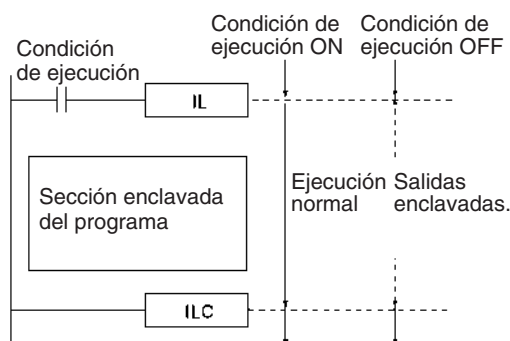 Condición de ejecución ON
Condición de ejecución OFF
Condición
de ejecución
IL
Sección enclavada
del programa
Ejecución
normal
Salidas
enclavadas.
ILC